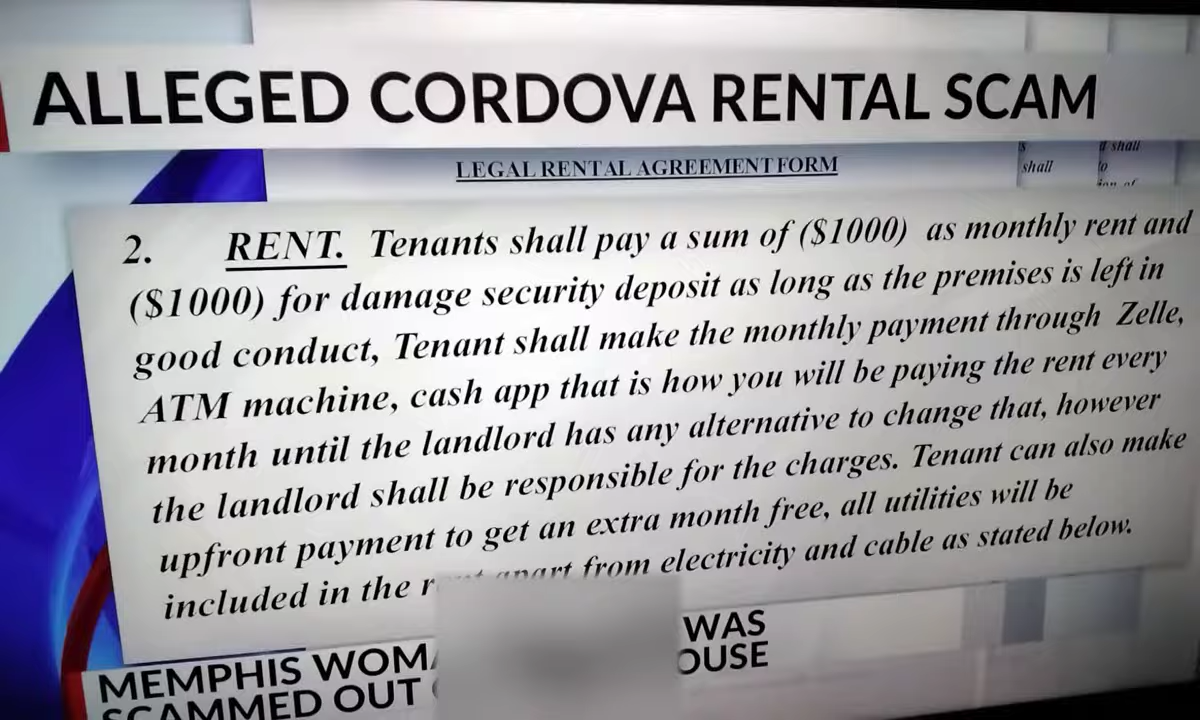 ALLEGED CORDOVA RENTAL SCAM
LEGAL RENTAL AGREEMENT FORM
shall
shall
2. RENT. Tenants shall pay a sum of ($1000) as monthly rent and
($1000) for damage security deposit as long as the premises is left in
good conduct, Tenant shall make the monthly payment through Zelle,
ATM machine, cash app that is how you will be paying the rent every
month until the landlord has any alternative to change that, however
the landlord shall be responsible for the charges. Tenant can also make
upfront payment to get an extra month free, all utilities will be
included in the apart from electricity and cable as stated below.
MEMPHIS WAS
SCAMMED OUT